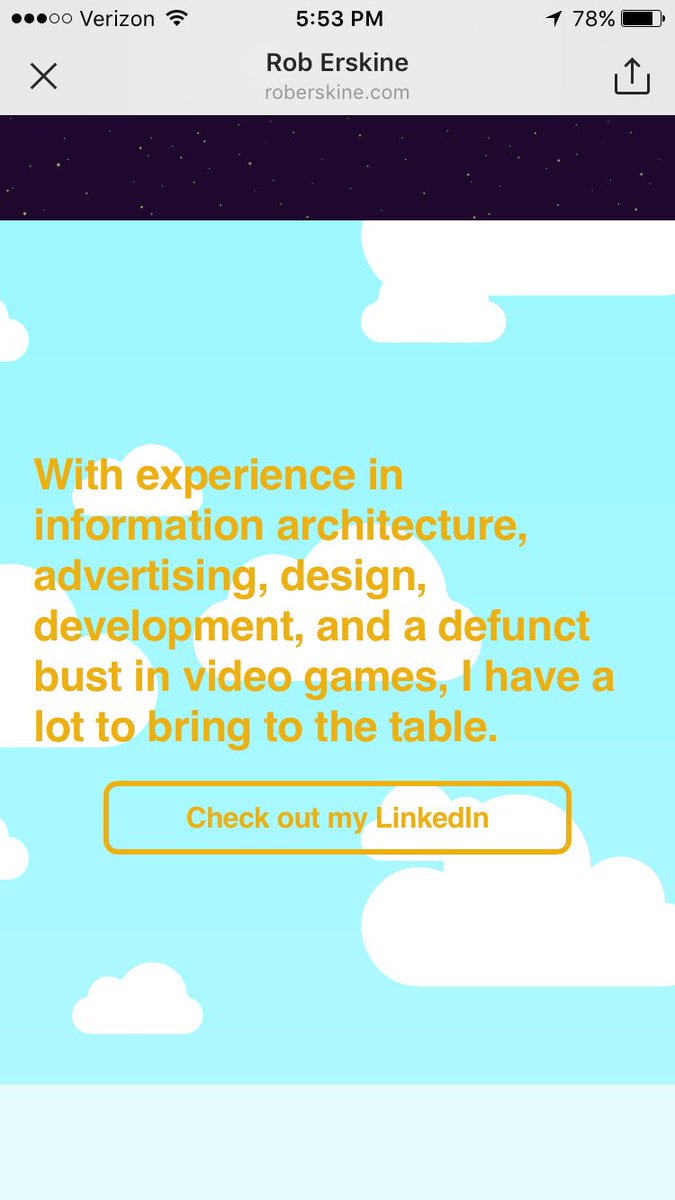 Verizon 5:53 PM 78%
Rob Erskine
roberskine.com
With experience in
information architecture,
advertising, design,
development, and a defunct
bust in video games, I have a
lot to bring to the table.
Check out my LinkedIn